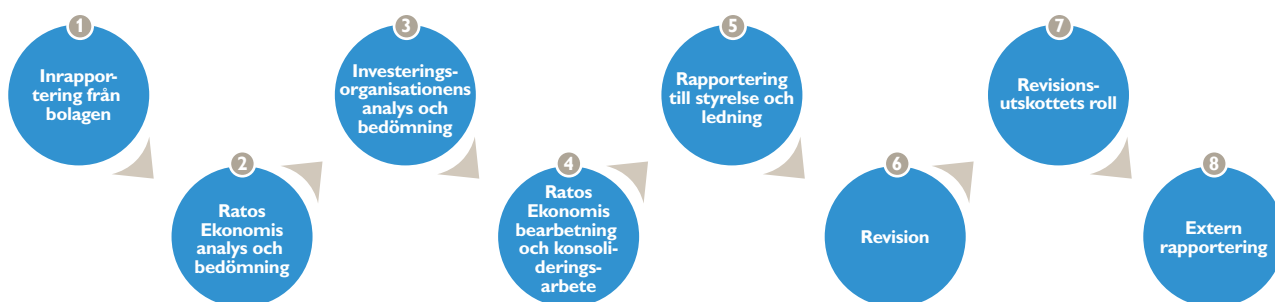 1
Inrappor-
tering från
bolagen
2
Ratos
Ekonomis
analys och
bedömning
3
Investerings-
organisationens
analys och
bedömning
4
Ratos
Ekonomis
bearbetning
och konsoli-
derings-
arbete
5
Rapportering
till styrelse och
ledning
6
Revision
7
Revisions-
utskottets roll
8
Extern
rapportering